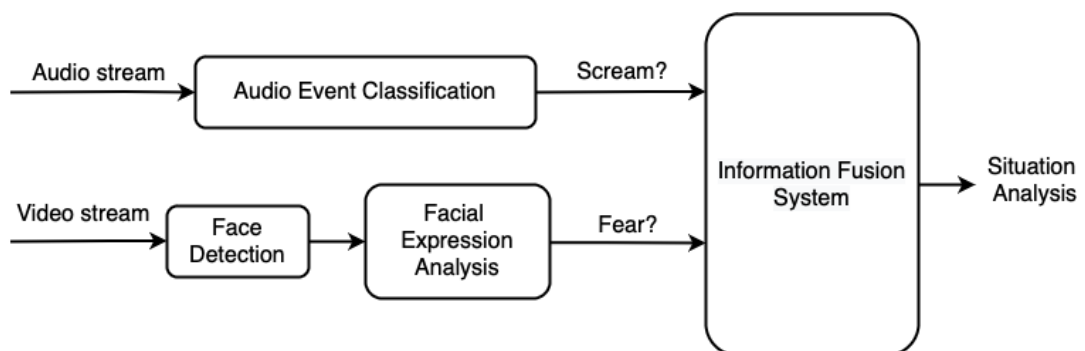 Audio stream
Audio Event Classification
Scream?
Video stream
Face
Detection
Facial
Expression
Analysis
Fear?
Information Fusion
System
Situation
Analysis